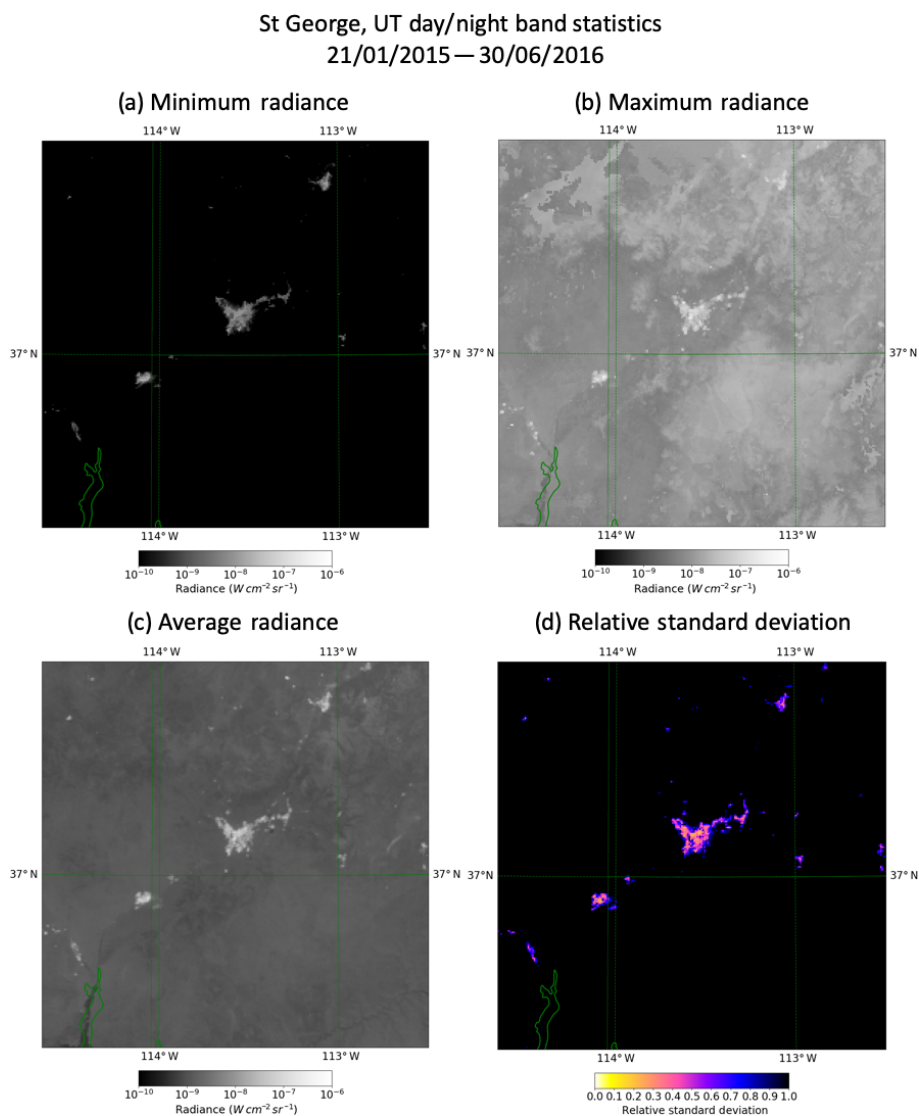 St George, UT day/night band statistics
21/01/2015 — 30/06/2016
(a) Minimum radiance
(b) Maximum radiance
114° W 113° W
114° W 113° W
37° N 37° N
37° N 37° N
114° W 113° W
114° W 113° W
10⁻¹⁰ 10⁻⁹ 10⁻⁸ 10⁻⁷ 10⁻⁶
Radiance (W cm⁻² sr⁻¹)
10⁻¹⁰ 10⁻⁹ 10⁻⁸ 10⁻⁷ 10⁻⁶
Radiance (W cm⁻² sr⁻¹)
(c) Average radiance
(d) Relative standard deviation
114° W 113° W
114° W 113° W
37° N 37° N
37° N 37° N
114° W 113° W
114° W 113° W
10⁻¹⁰ 10⁻⁹ 10⁻⁸ 10⁻⁷ 10⁻⁶
Radiance (W cm⁻² sr⁻¹)
0.0 0.1 0.2 0.3 0.4 0.5 0.6 0.7 0.8 0.9 1.0
Relative standard deviation